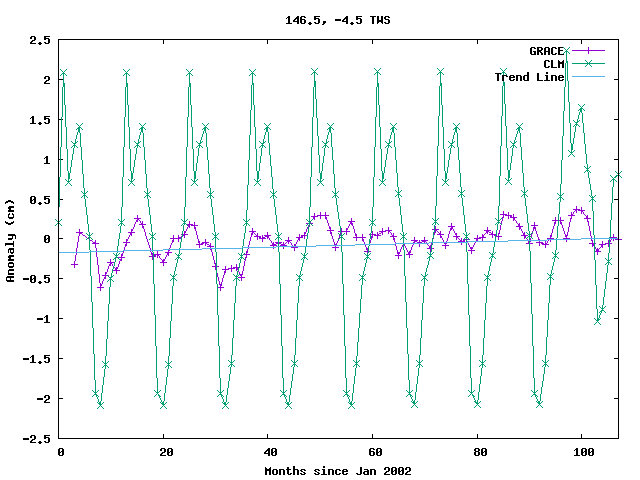 146.5, -4.5 TWS
GRACE
CLM
Trend Line
2.5
2
1.5
1
0.5
0
-0.5
-1
-1.5
-2
-2.5
Anomaly (cm)
0 20 40 60 80 100
Months since Jan 2002